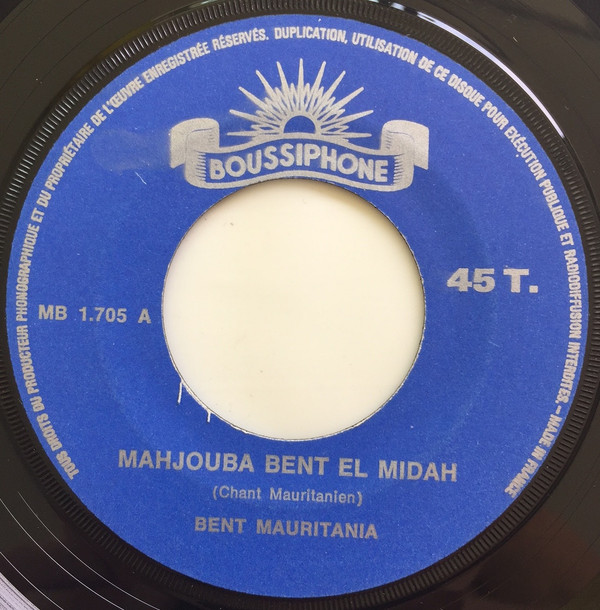 TOUS DROITS DU PRODUCTEUR PHONOGRAPHIQUE ET DU PROPRIÉTAIRE DE L'ŒUVRE ENREGISTRÉE RÉSERVÉS. DUPLICATION, UTILISATION DE CE DISQUE POUR EXÉCUTION PUBLIQUE ET RADIODIFFUSION INTERDITES. - MADE IN FRANCE
BOUSSIPHONE
45 T.
MB 1.705 A
MAHJOUBA BENT EL MIDAH
(Chant Mauritanien)
BENT MAURITANIA